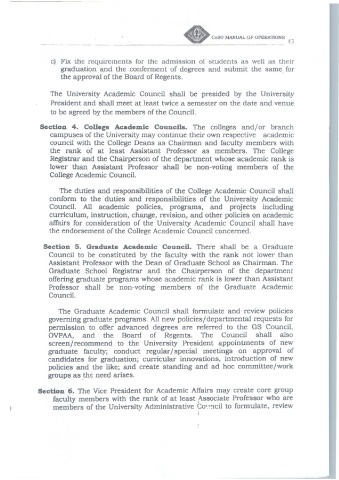 CNSC MANUAL OF OPERATIONS
43
c) Fix the requirements for the admission of students as well as their
graduation and the conferment of degrees and submit the same for
the approval of the Board of Regents.
The University Academic Council shall be presided by the University
President and shall meet at least twice a semester on the date and venue
to be agreed by the members of the Council.
Section 4. College Academic Councils. The colleges and/or branch
campuses of the University may continue their own respective academic
council with the College Deans as Chairman and faculty members with
the rank of at least Assistant Professor as members. The College
Registrar and the Chairperson of the department whose academic rank is
lower than Assistant Professor shall be non-voting members of the
College Academic Council.
The duties and responsibilities of the College Academic Council shall
conform to the duties and responsibilities of the University Academic
Council. All academic policies, programs, and projects including
curriculum, instruction, change, revision, and other policies on academic
affairs for consideration of the University Academic Council shall have
the endorsement of the College Academic Council concerned.
Section 5. Graduate Academic Council. There shall be a Graduate
Council to be constituted by the faculty with the rank not lower than
Assistant Professor with the Dean of Graduate School as Chairman. The
Graduate School Registrar and the Chairperson of the department
offering graduate programs whose academic rank is lower than Assistant
Professor shall be non-voting members of the Graduate Academic
Council.
The Graduate Academic Council shall formulate and review policies
governing graduate programs. All new policies/departmental requests for
permission to offer advanced degrees are referred to the GS Council,
OVPAA, and the Board of Regents. The Council shall also
screen/recommend to the University President appointments of new
graduate faculty; conduct regular/special meetings on approval of
candidates for graduation; curricular innovations, introduction of new
policies and the like; and create standing and ad hoc committee/work
groups as the need arises.
Section 6. The Vice President for Academic Affairs may create core group
faculty members with the rank of at least Associate Professor who are
members of the University Administrative Council to formulate, review